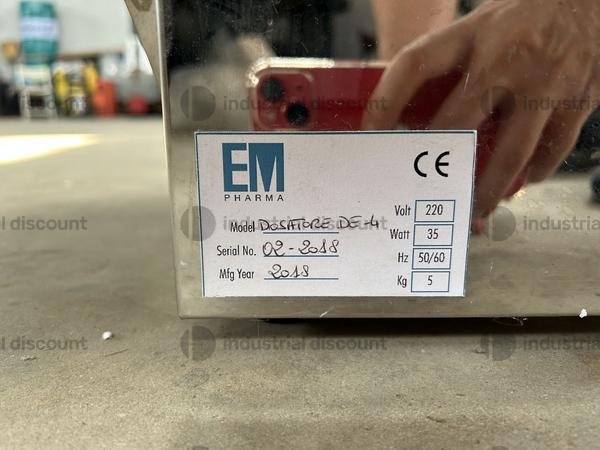 EM
PHARMA
CE
Model DOSATORE DE-4
Serial No. 02-2018
Mfg Year 2018
Volt 220
Watt 35
Hz 50/60
Kg 5
industrial discount
industrial discount
industrial
industrial discount
industrial discount
industrial discount
industrial discount
industrial